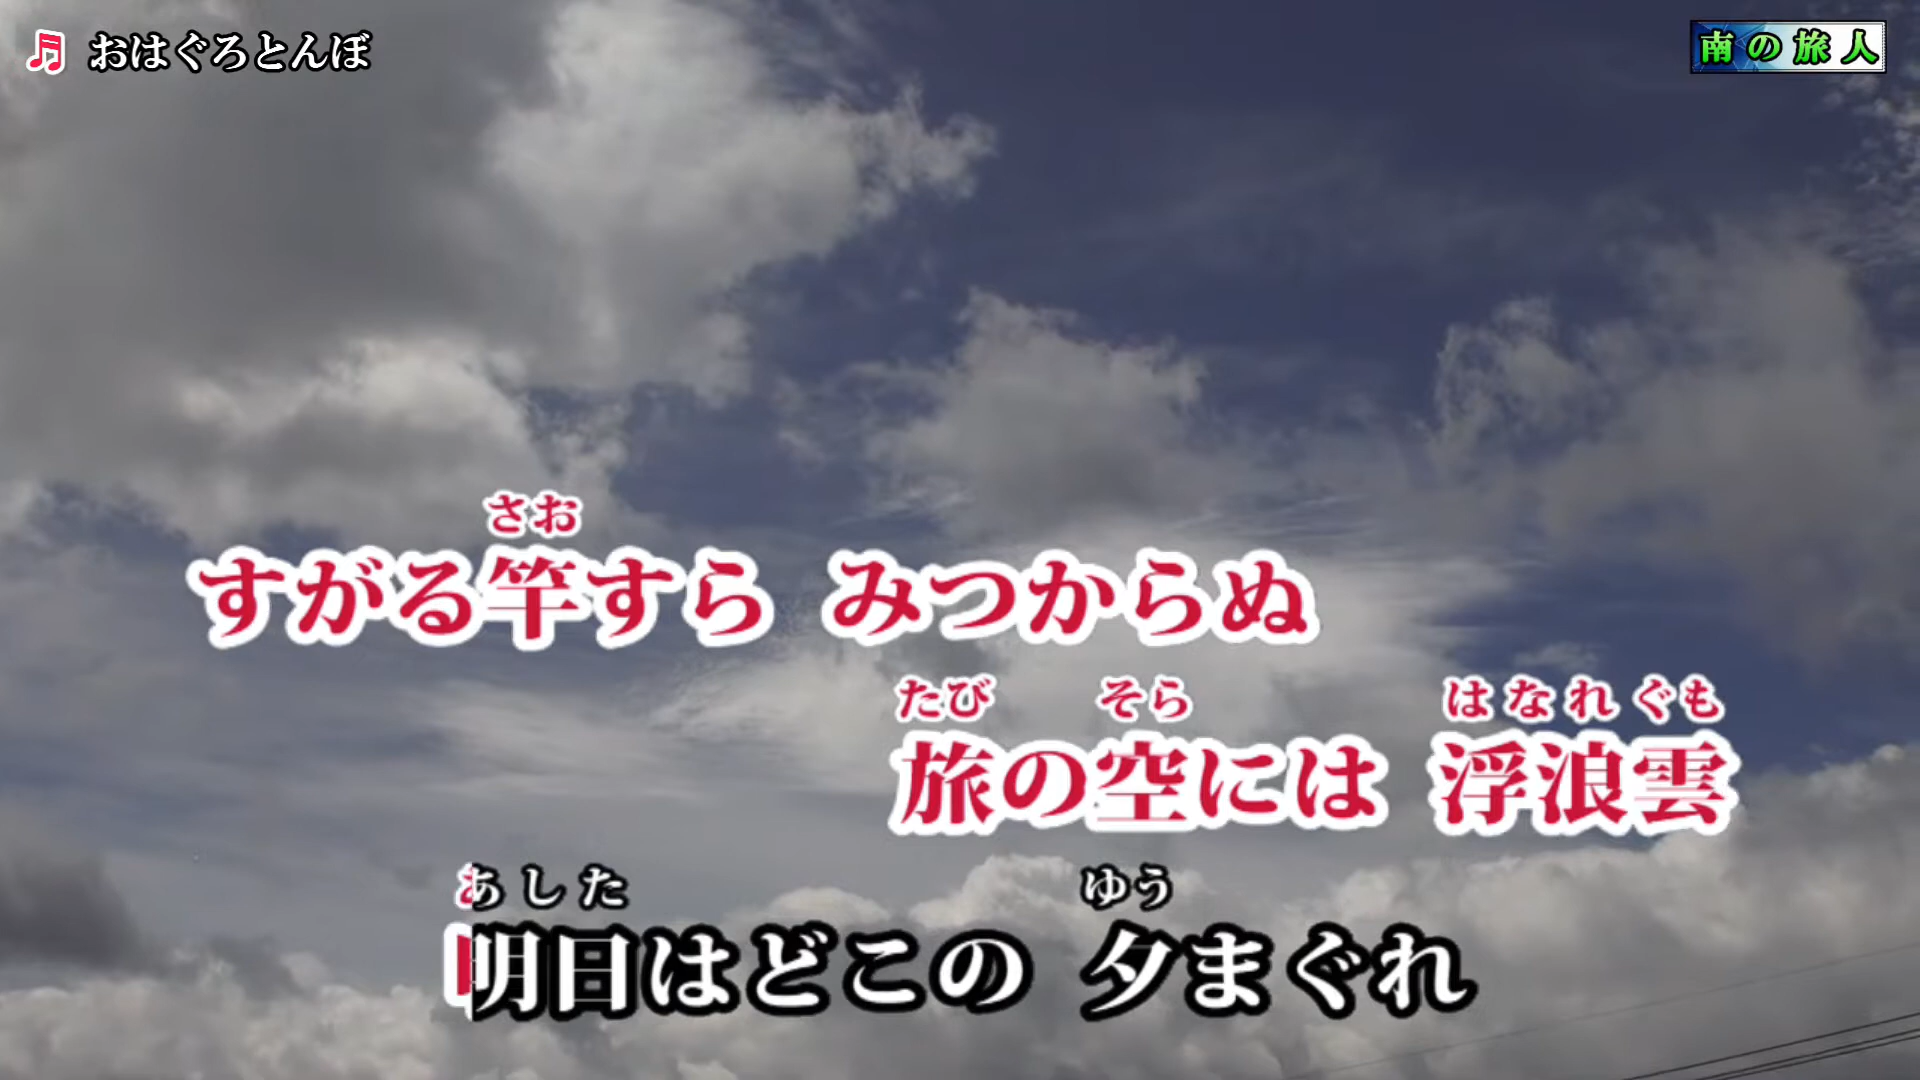 おはぐろとんぼ
南の旅人
さお
すがる竿すら みつからぬ
たび そら はなれぐも
旅の空には 浮浪雲
あした ゆう
明日はどこの 夕まぐれ